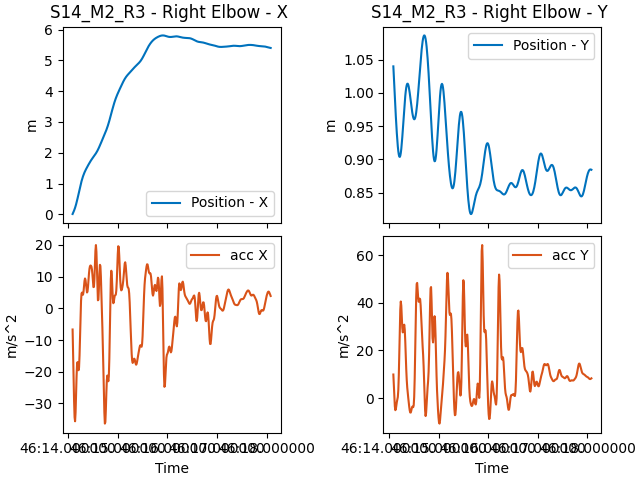 S14_M2_R3 - Right Elbow - X
S14_M2_R3 - Right Elbow - Y
6
5
4
3
2
1
0
m
Position - X
1.05
1.00
0.95
0.90
0.85
m
Position - Y
20
10
0
−10
−20
−30
m/s^2
acc X
60
40
20
0
m/s^2
acc Y
Time
Time